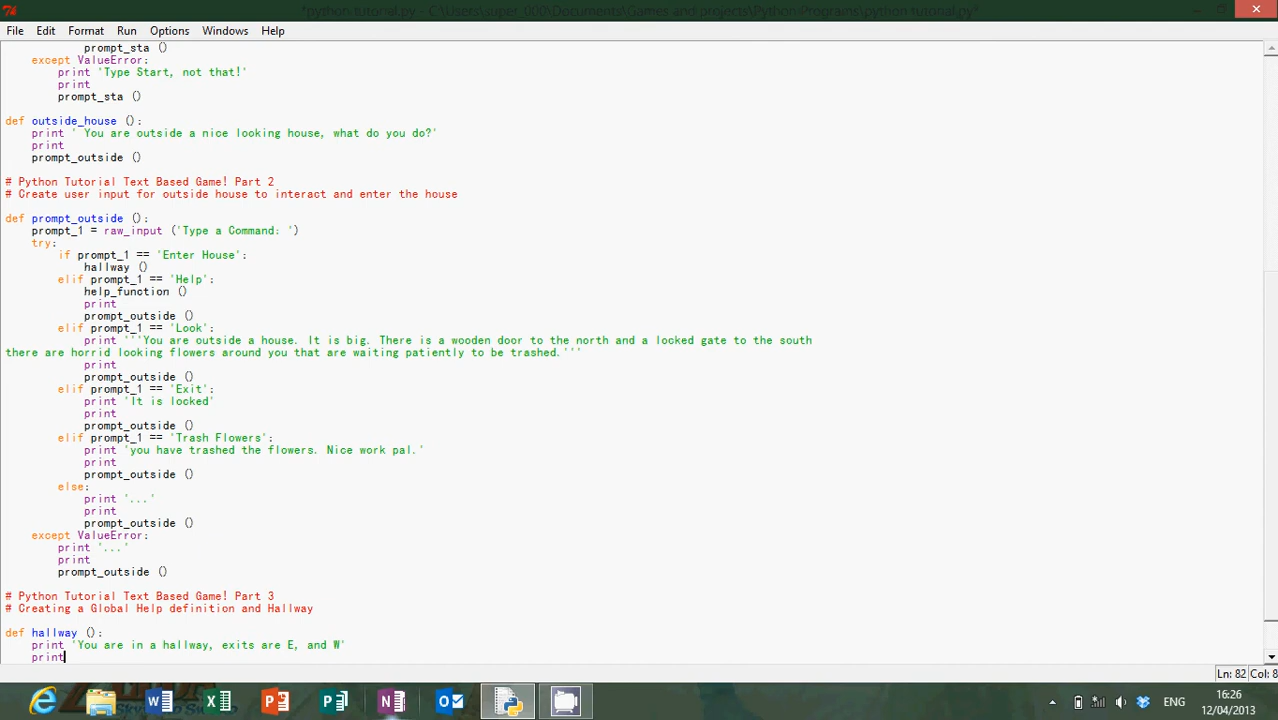 *python tutorial.py - C:\Users\super_000\Documents\Games and projects\Python Programs\python tutorial.py*
File Edit Format Run Options Windows Help
prompt_sta ()
except ValueError:
print 'Type Start, not that!'
print
prompt_sta ()
def outside_house ():
print ' You are outside a nice looking house, what do you do?'
print
prompt_outside ()
# Python Tutorial Text Based Game! Part 2
# Create user input for outside house to interact and enter the house
def prompt_outside ():
prompt_1 = raw_input ('Type a Command: ')
try:
if prompt_1 == 'Enter House':
hallway ()
elif prompt_1 == 'Help':
help_function ()
print
prompt_outside ()
elif prompt_1 == 'Look':
print '''You are outside a house. It is big. There is a wooden door to the north and a locked gate to the south
there are horrid looking flowers around you that are waiting patiently to be trashed.'''
print
prompt_outside ()
elif prompt_1 == 'Exit':
print 'It is locked'
print
prompt_outside ()
elif prompt_1 == 'Trash Flowers':
print 'you have trashed the flowers. Nice work pal.'
print
prompt_outside ()
else:
print '...'
print
prompt_outside ()
except ValueError:
print '...'
print
prompt_outside ()
# Python Tutorial Text Based Game! Part 3
# Creating a Global Help definition and Hallway
def hallway ():
print 'You are in a hallway, exits are E, and W'
print
Ln: 82 Col: 8
ENG
16:26
12/04/2013